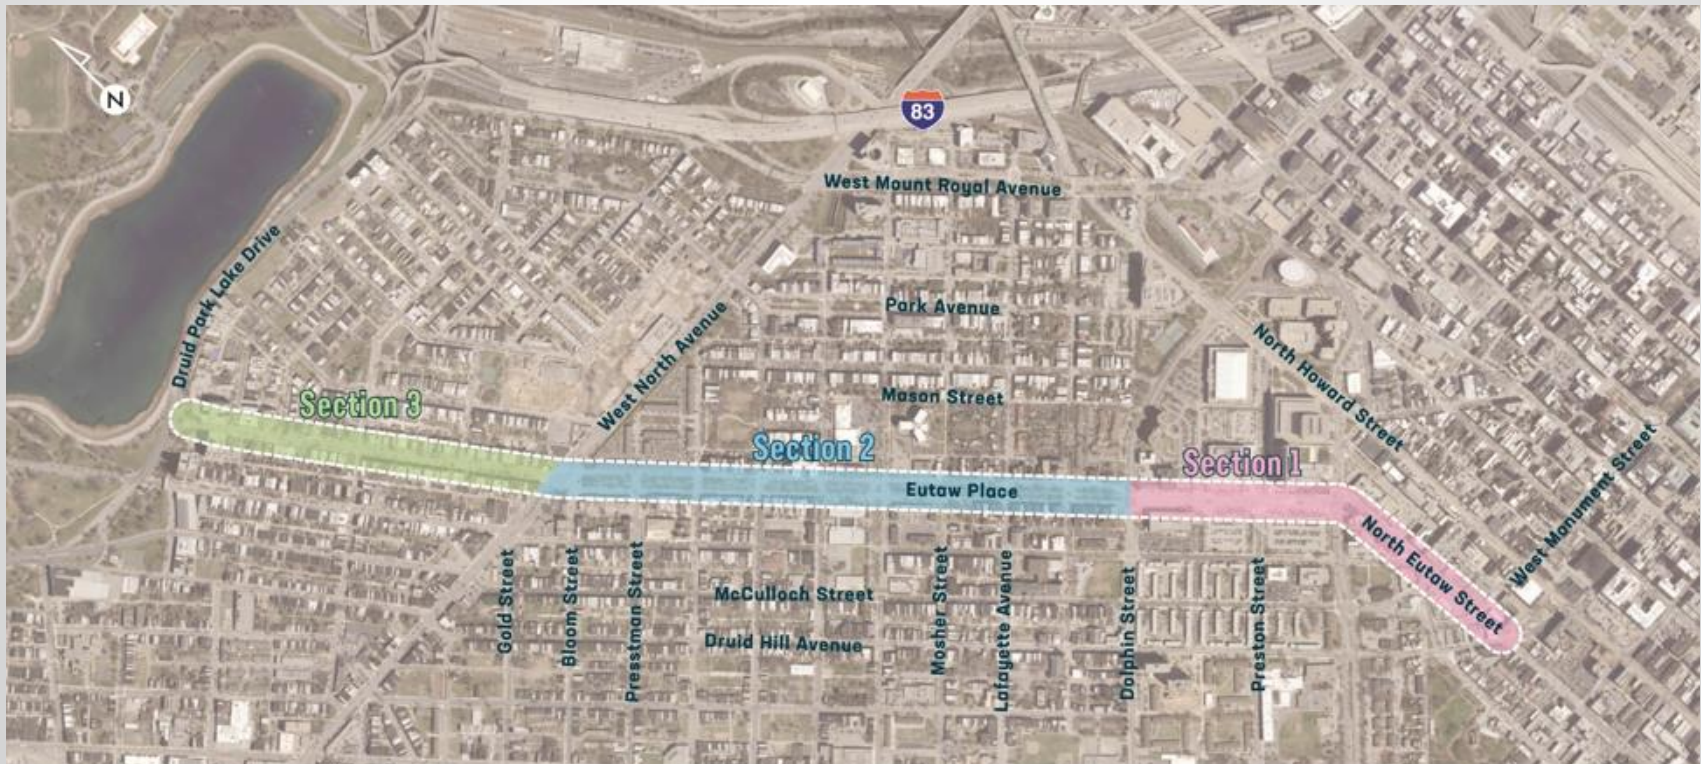 N
83
West Mount Royal Avenue
Druid Park Lake Drive
Park Avenue
West North Avenue
North Howard Street
Mason Street
Section 3
Section 2
Section 1
West Monument Street
Eutaw Place
North Eutaw Street
Gold Street
Bloom Street
Presstman Street
McCulloch Street
Druid Hill Avenue
Mosher Street
Lafayette Avenue
Dolphin Street
Preston Street